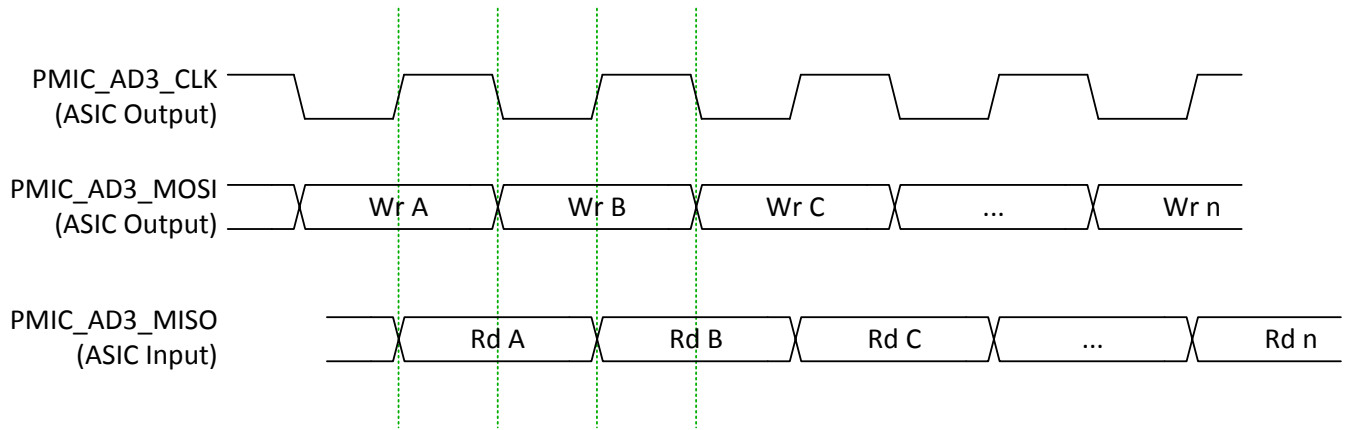 PMIC_AD3_CLK
(ASIC Output)
PMIC_AD3_MOSI
(ASIC Output)
Wr A Wr B Wr C ... Wr n
PMIC_AD3_MISO
(ASIC Input)
Rd A Rd B Rd C ... Rd n